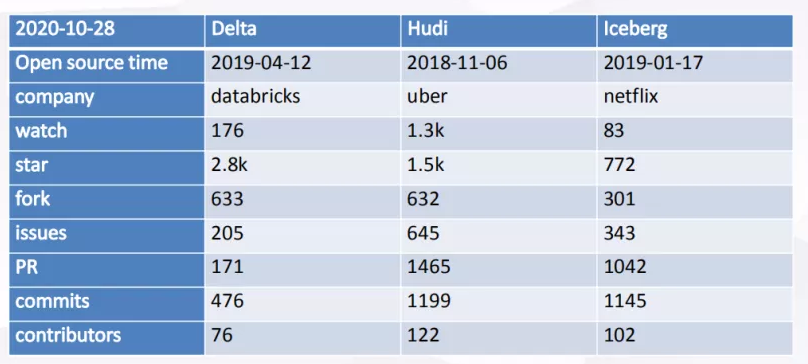 2020-10-28 Delta Hudi Iceberg
Open source time 2019-04-12 2018-11-06 2019-01-17
company databricks uber netflix
watch 176 1.3k 83
star 2.8k 1.5k 772
fork 633 632 301
issues 205 645 343
PR 171 1465 1042
commits 476 1199 1145
contributors 76 122 102